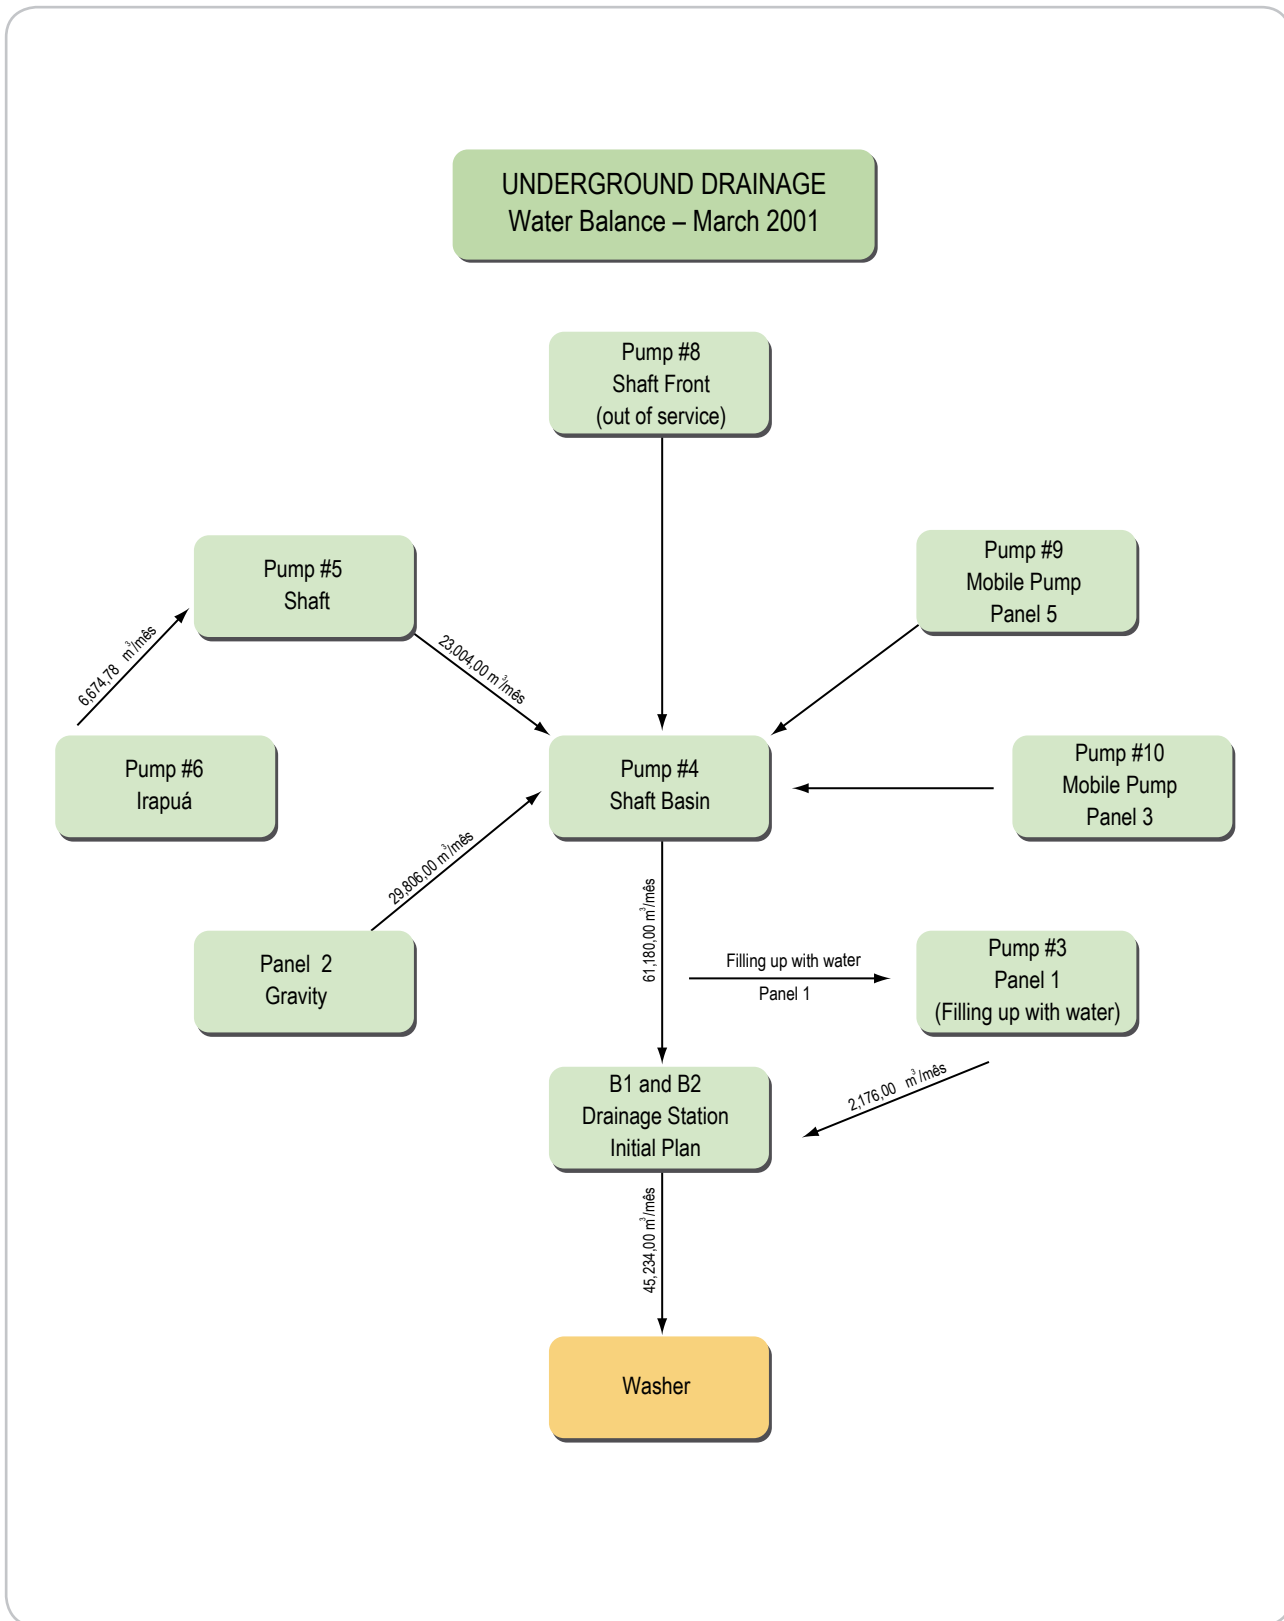 UNDERGROUND DRAINAGE
Water Balance – March 2001
Pump #8
Shaft Front
(out of service)
Pump #5
Shaft
Pump #9
Mobile Pump
Panel 5
6,674,78 m³/mês
23,004,00 m³/mês
Pump #6
Irapuá
Pump #4
Shaft Basin
Pump #10
Mobile Pump
Panel 3
29,806,00 m³/mês
61,180,00 m³/mês
Panel 2
Gravity
Filling up with water
Panel 1
Pump #3
Panel 1
(Filling up with water)
2,176,00 m³/mês
B1 and B2
Drainage Station
Initial Plan
45,234,00 m³/mês
Washer